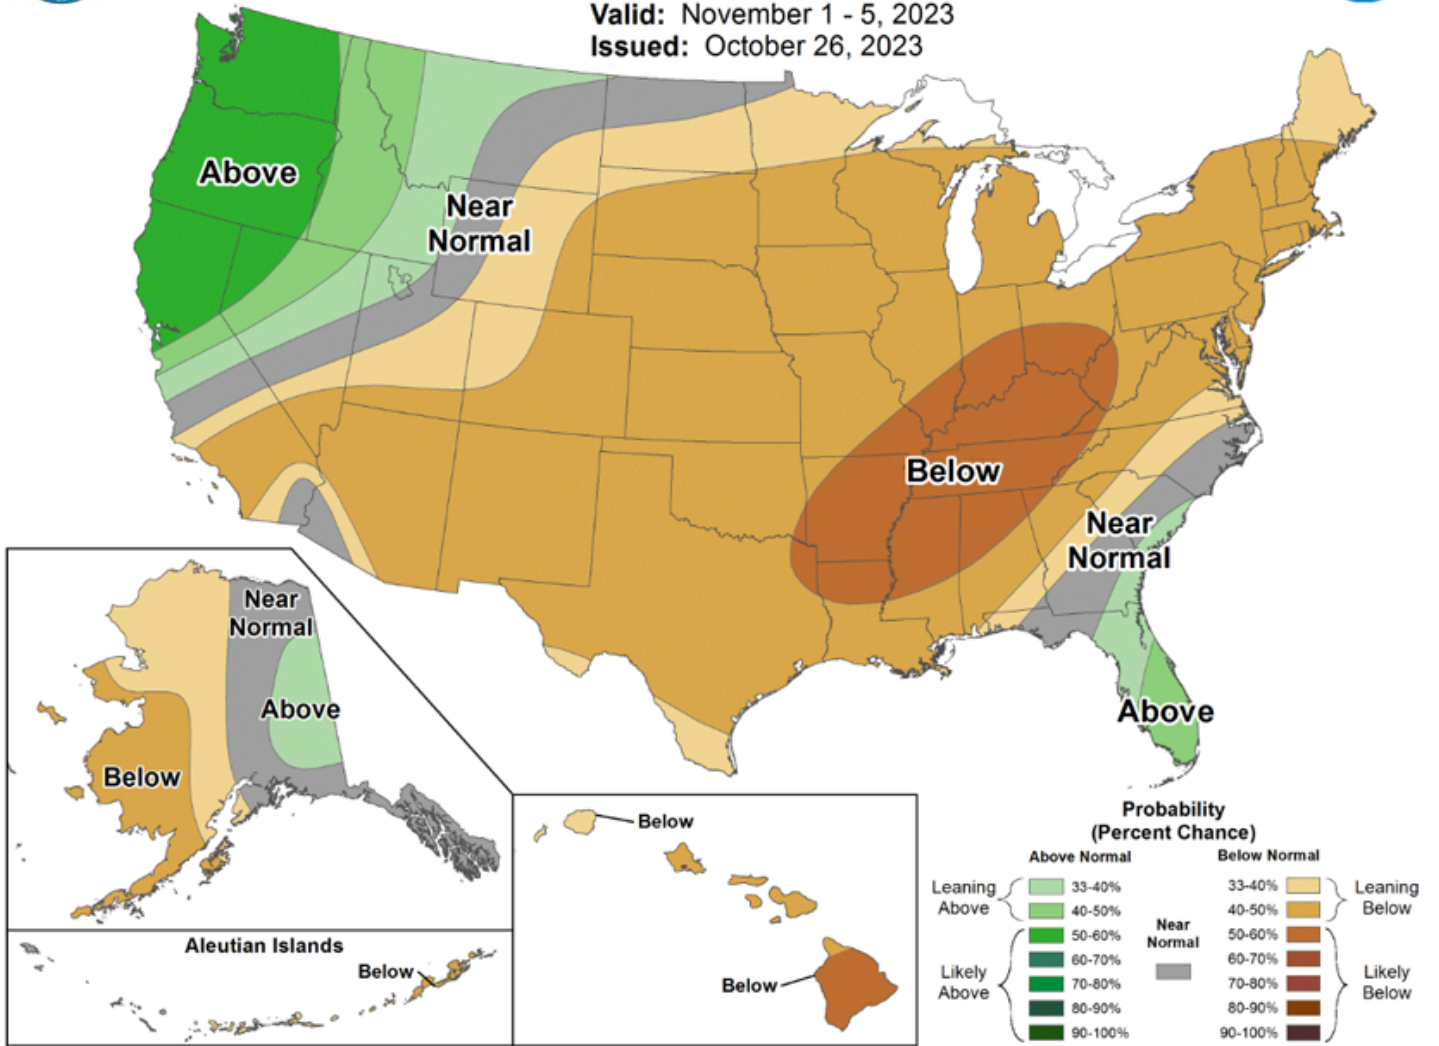 Valid: November 1 - 5, 2023
Issued: October 26, 2023
Above
Near
Normal
Below
Near
Normal
Above
Near
Normal
Above
Below
Aleutian Islands
Below
Below
Below
Probability
(Percent Chance)
Above Normal
Below Normal
Leaning
Above
33-40%
40-50%
Likely
Above
50-60%
60-70%
70-80%
80-90%
90-100%
Near
Normal
33-40%
40-50%
Leaning
Below
50-60%
60-70%
70-80%
80-90%
90-100%
Likely
Below